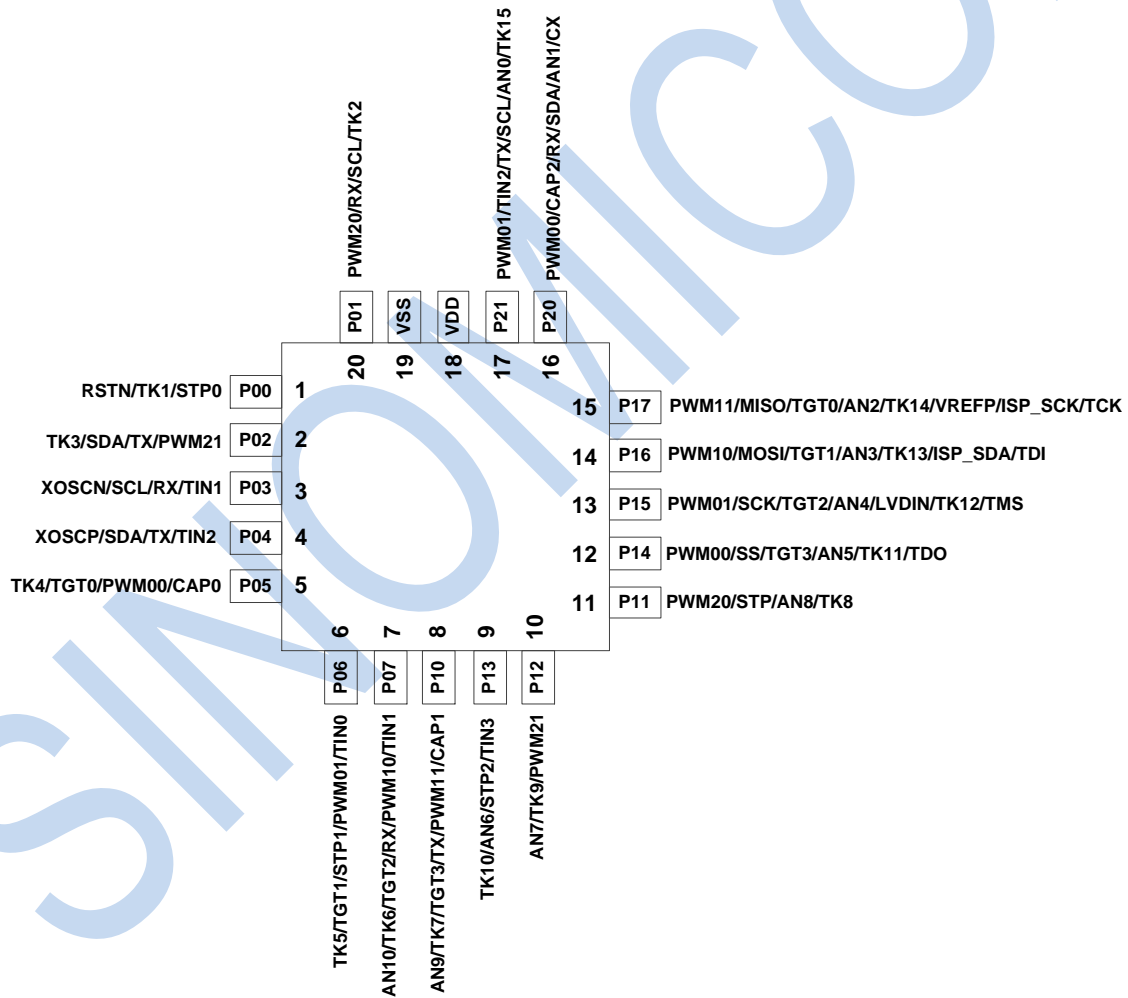 SINOMICO
PWM20/RX/SCL/TK2
PWM01/TIN2/TX/SCL/AN0/TK15
PWM00/CAP2/RX/SDA/AN1/CX
P01
VSS
VDD
P21
P20
20
19
18
17
16
RSTN/TK1/STP0 P00 1
TK3/SDA/TX/PWM21 P02 2
XOSCN/SCL/RX/TIN1 P03 3
XOSCP/SDA/TX/TIN2 P04 4
TK4/TGT0/PWM00/CAP0 P05 5
15 P17 PWM11/MISO/TGT0/AN2/TK14/VREFP/ISP_SCK/TCK
14 P16 PWM10/MOSI/TGT1/AN3/TK13/ISP_SDA/TDI
13 P15 PWM01/SCK/TGT2/AN4/LVDIN/TK12/TMS
12 P14 PWM00/SS/TGT3/AN5/TK11/TDO
11 P11 PWM20/STP/AN8/TK8
6
7
8
9
10
P06
P07
P10
P13
P12
TK5/TGT1/STP1/PWM01/TIN0
AN10/TK6/TGT2/RX/PWM10/TIN1
AN9/TK7/TGT3/TX/PWM11/CAP1
TK10/AN6/STP2/TIN3
AN7/TK9/PWM21